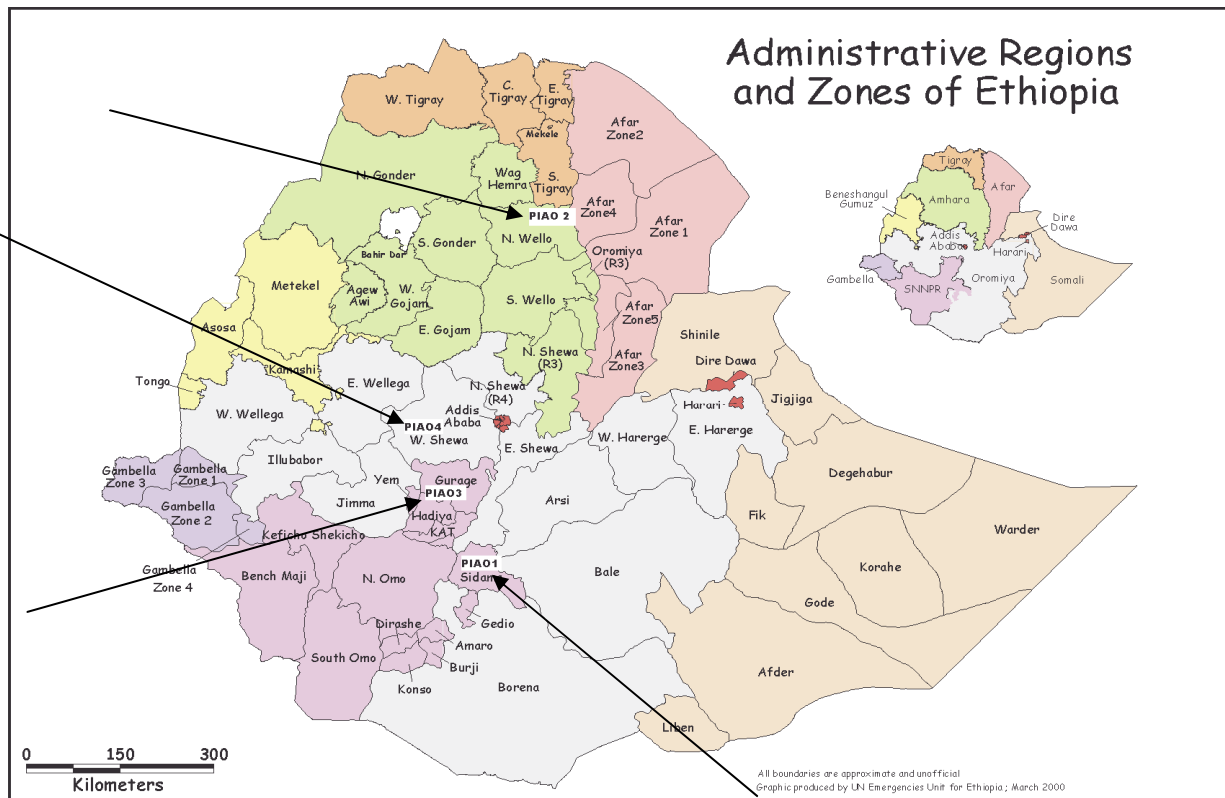 Administrative Regions
and Zones of Ethiopia
W. Tigray
C.
Tigray
E.
Tigray
Mekele
S.
Tigray
Afar
Zone2
N. Gonder
Wag
Hemra
Afar
Zone4
Afar
Zone 1
PIAO 2
S. Gonder
N. Wello
Oromiya
(R3)
Bahir Dar
Metekel
Agew
Awi
W.
Gojam
S. Wello
E. Gojam
Afar
Zone5
Asosa
Shinile
N. Shewa
(R3)
Afar
Zone3
Dire Dawa
Kamashi
Tongo
E. Wellega
N. Shewa
(R4)
Jigjiga
W. Wellega
Addis
Ababa
Harari
PIAO4
W. Shewa
E. Shewa
W. Harerge
E. Harerge
Gambella
Zone 3
Gambella
Zone 1
Illubabor
Yem
Gurage
PIAO3
Degehabur
Gambella
Zone 2
Jimma
Hadiya
KAT
Arsi
Fik
Warder
Keficho Shekicho
Gambella
Zone 4
Bench Maji
N. Omo
PIAO1
Sidam
Bale
Korahe
Gode
Gedio
Dirashe
Amaro
Burji
South Omo
Konso
Borena
Afder
Liben
Tigray
Beneshangul
Gumuz
Amhara
Afar
Dire
Dawa
Addis
Ababa
Harari
Gambella
SNNPR
Oromiya
Somali
0 150 300
Kilometers
All boundaries are approximate and unofficial
Graphic produced by UN Emergencies Unit for Ethiopia; March 2000